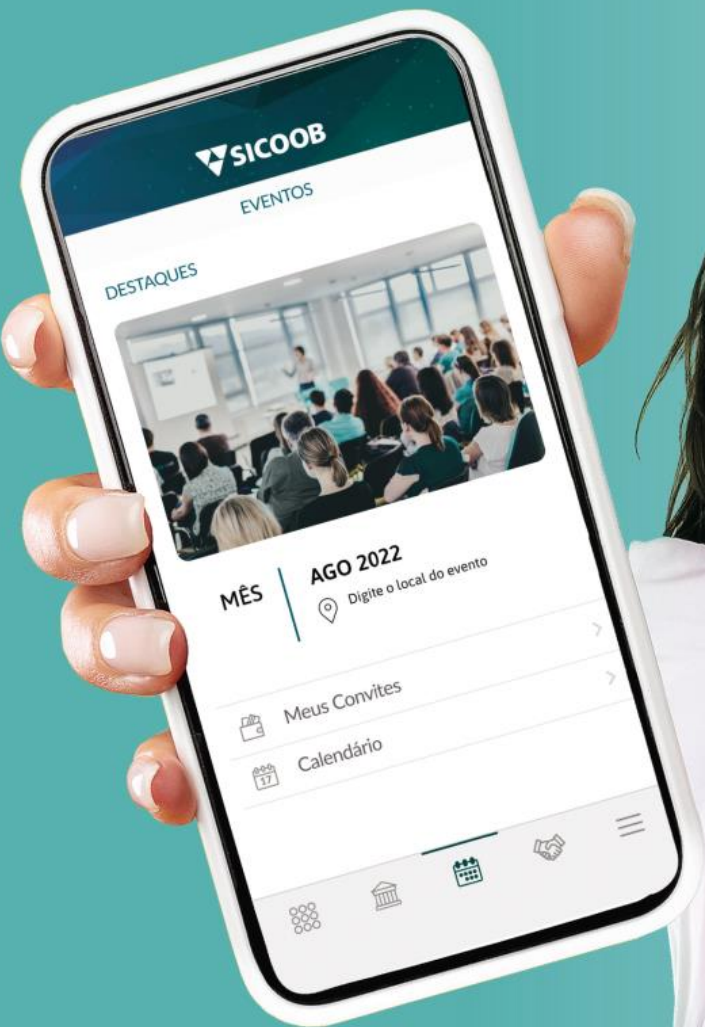 SICOOB
EVENTOS
DESTAQUES
MÊS
AGO 2022
Digite o local do evento
Meus Convites
17
Calendário